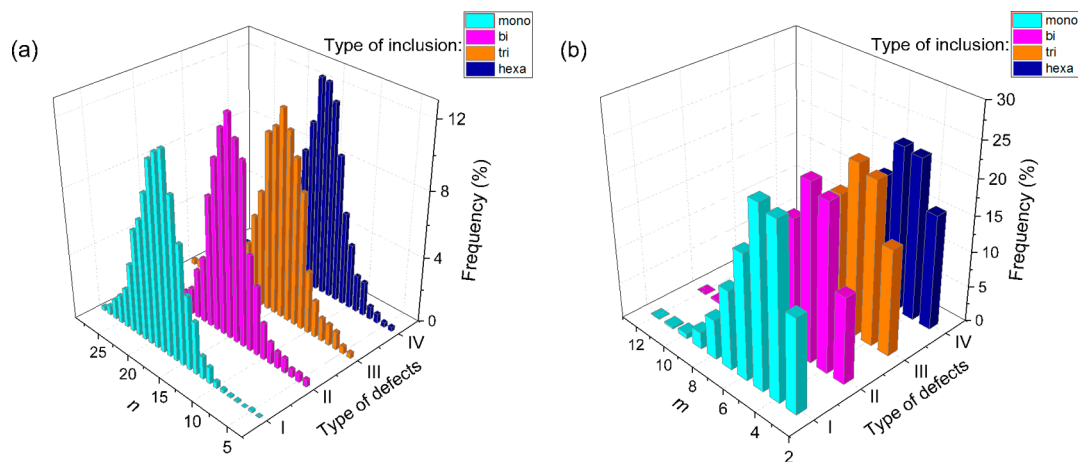 (a)
Type of inclusion:
mono
bi
tri
hexa
12
8
4
0
Frequency (%)
25
20
15
10
5
n
I
II
III
IV
Type of defects
(b)
Type of inclusion:
mono
bi
tri
hexa
30
25
20
15
10
5
0
Frequency (%)
12
10
8
6
4
2
m
I
II
III
IV
Type of defects